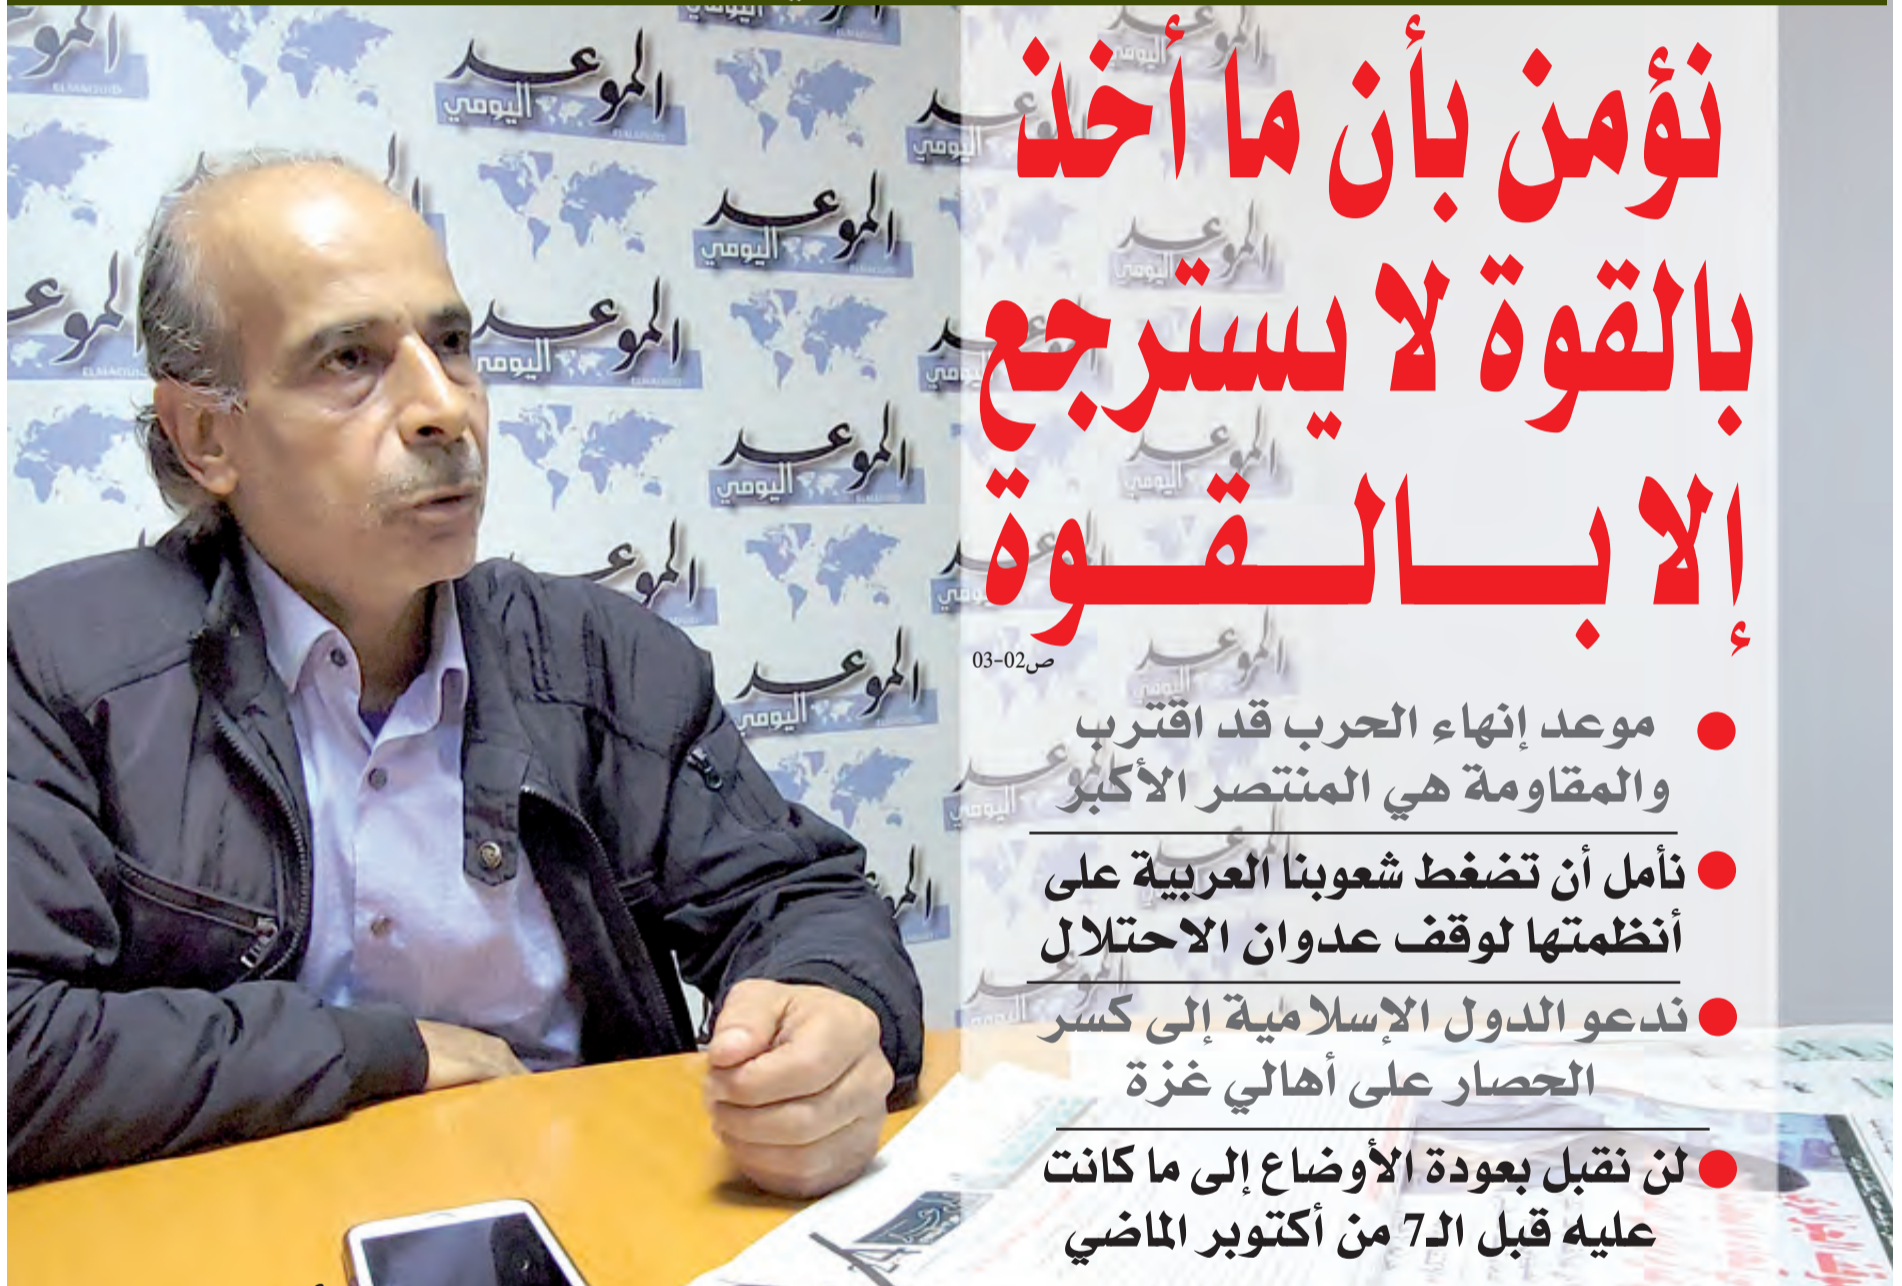 نؤمن بأن ما أخذ
بالقوة لا يسترجع
إلا بـــالـــقـــوة
ص02-03
موعد إنهاء الحرب قد اقترب
والمقاومة هي المنتصر الأكبر
نأمل أن تضغط شعوبنا العربية على
أنظمتها لوقف عدوان الاحتلال
ندعو الدول الإسلامية إلى كسر
الحصار على أهالي غزة
لن نقبل بعودة الأوضاع إلى ما كانت
عليه قبل الـ7 من أكتوبر الماضي
الموعد
اليومي
ELMAOUID